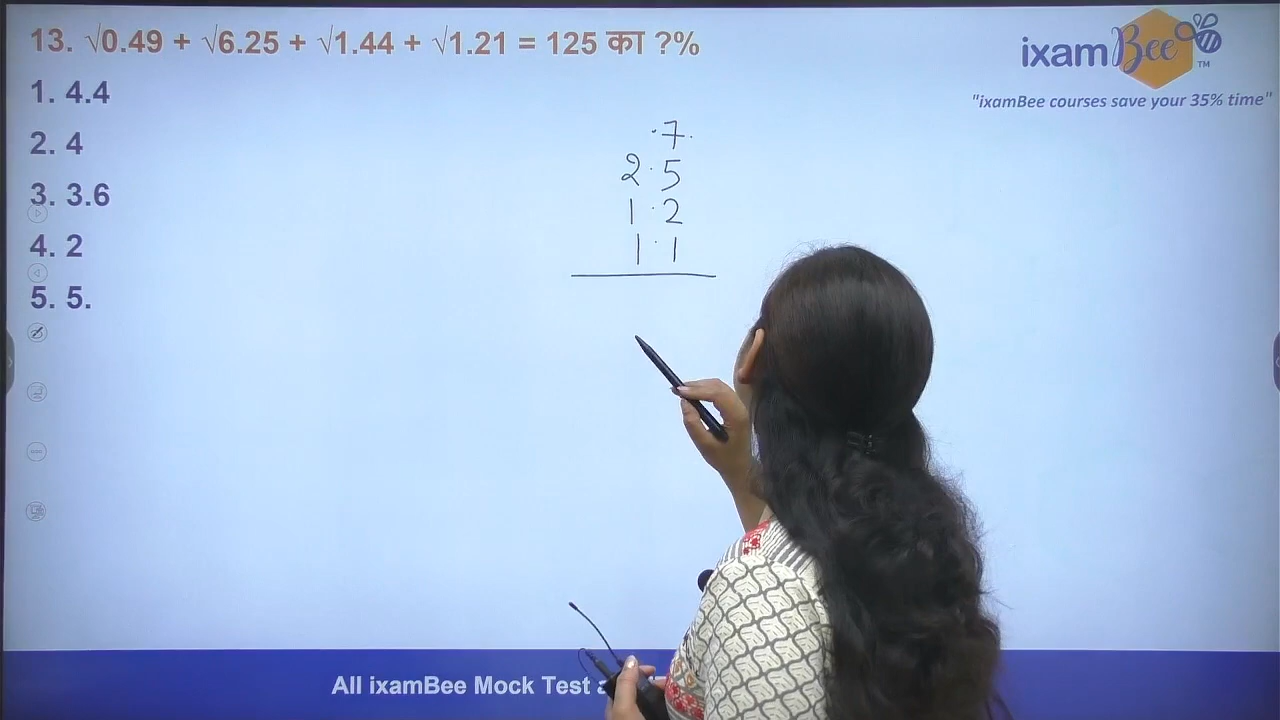 13. √0.49 + √6.25 + √1.44 + √1.21 = 125 का ?%
1. 4.4
2. 4
3. 3.6
4. 2
5. 5.
ixamBee TM
"ixamBee courses save your 35% time"
.7.
2.5
1.2
1.1
All ixamBee Mock Test